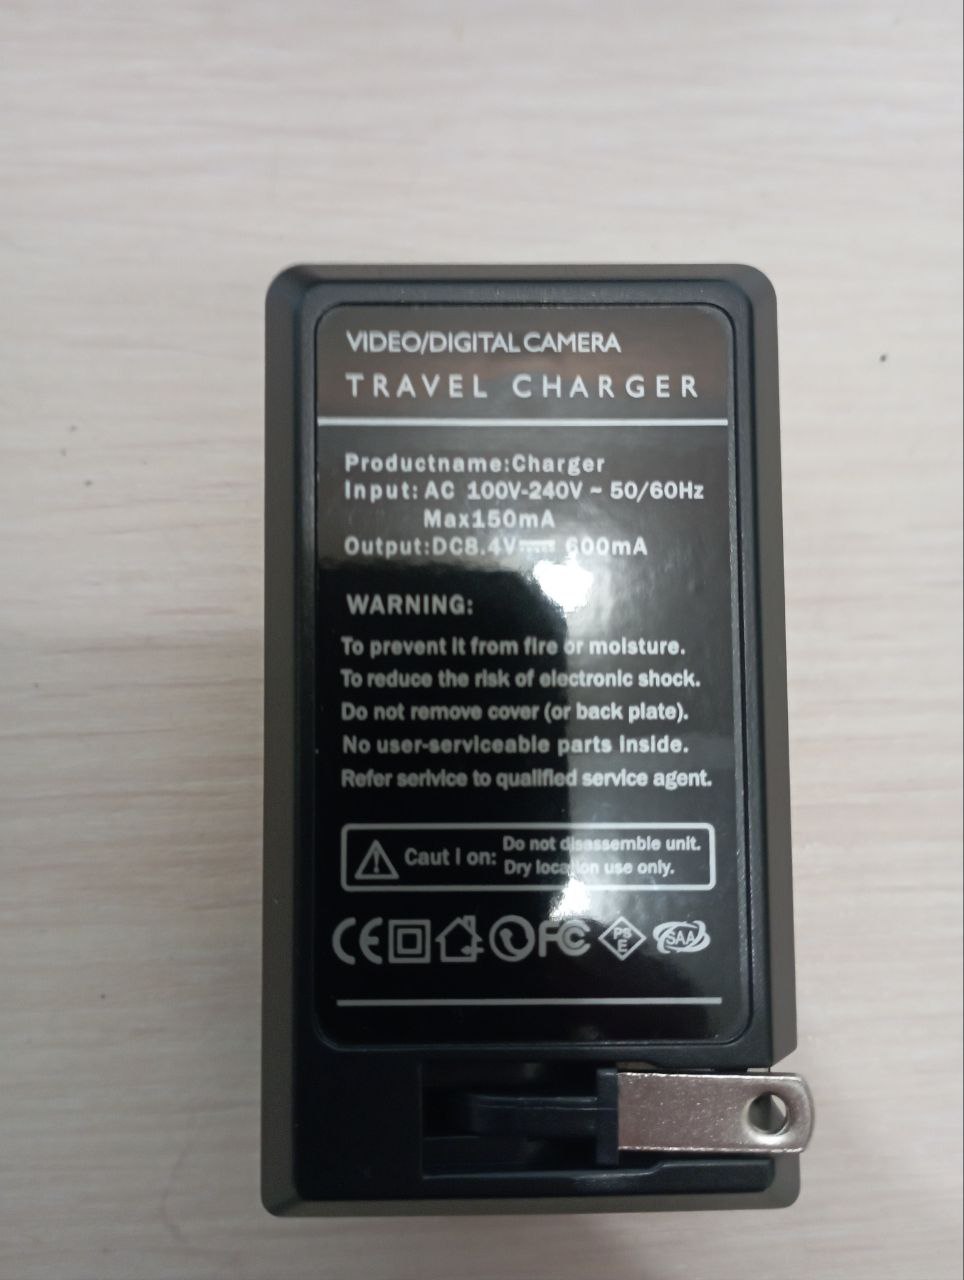 VIDEO/DIGITAL CAMERA
TRAVEL CHARGER
Productname:Charger
Input: AC 100V-240V ~ 50/60Hz
Max150mA
Output:DC8.4V⎓ 600mA
WARNING:
To prevent it from fire or moisture.
To reduce the risk of electronic shock.
Do not remove cover (or back plate).
No user-serviceable parts inside.
Refer serivice to qualified service agent.
Caut i on:
Do not disassemble unit.
Dry location use only.
CE FC PS E SAA